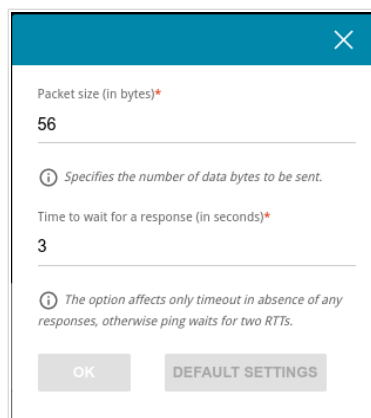 Packet size (in bytes)*
56
Specifies the number of data bytes to be sent.
Time to wait for a response (in seconds)*
3
The option affects only timeout in absence of any
responses, otherwise ping waits for two RTTs.
OK
DEFAULT SETTINGS